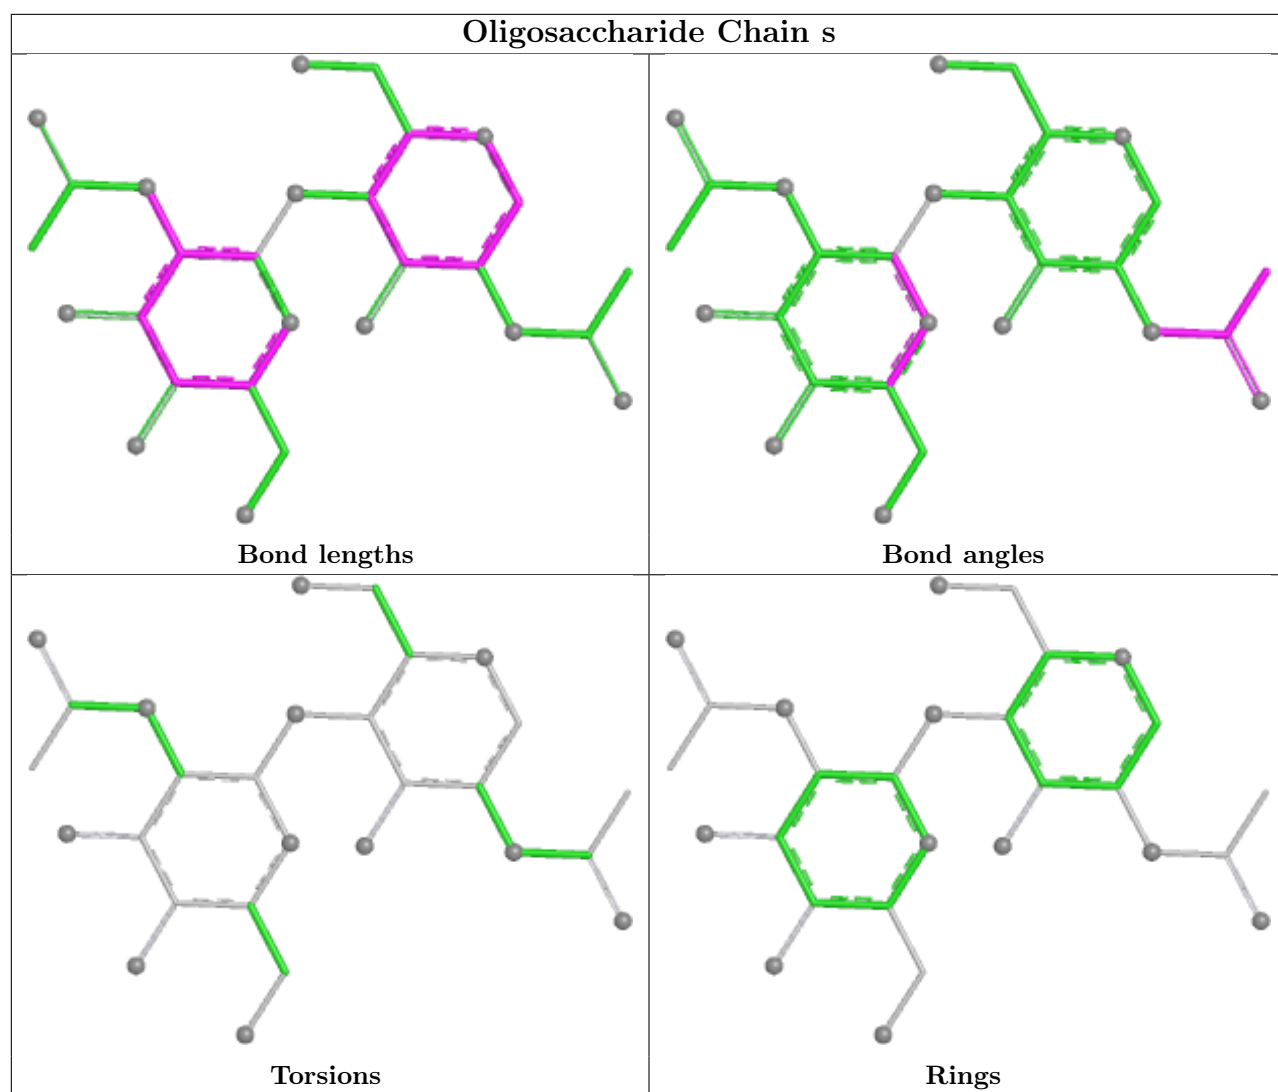 Oligosaccharide Chain s
Bond lengths
Bond angles
Torsions
Rings